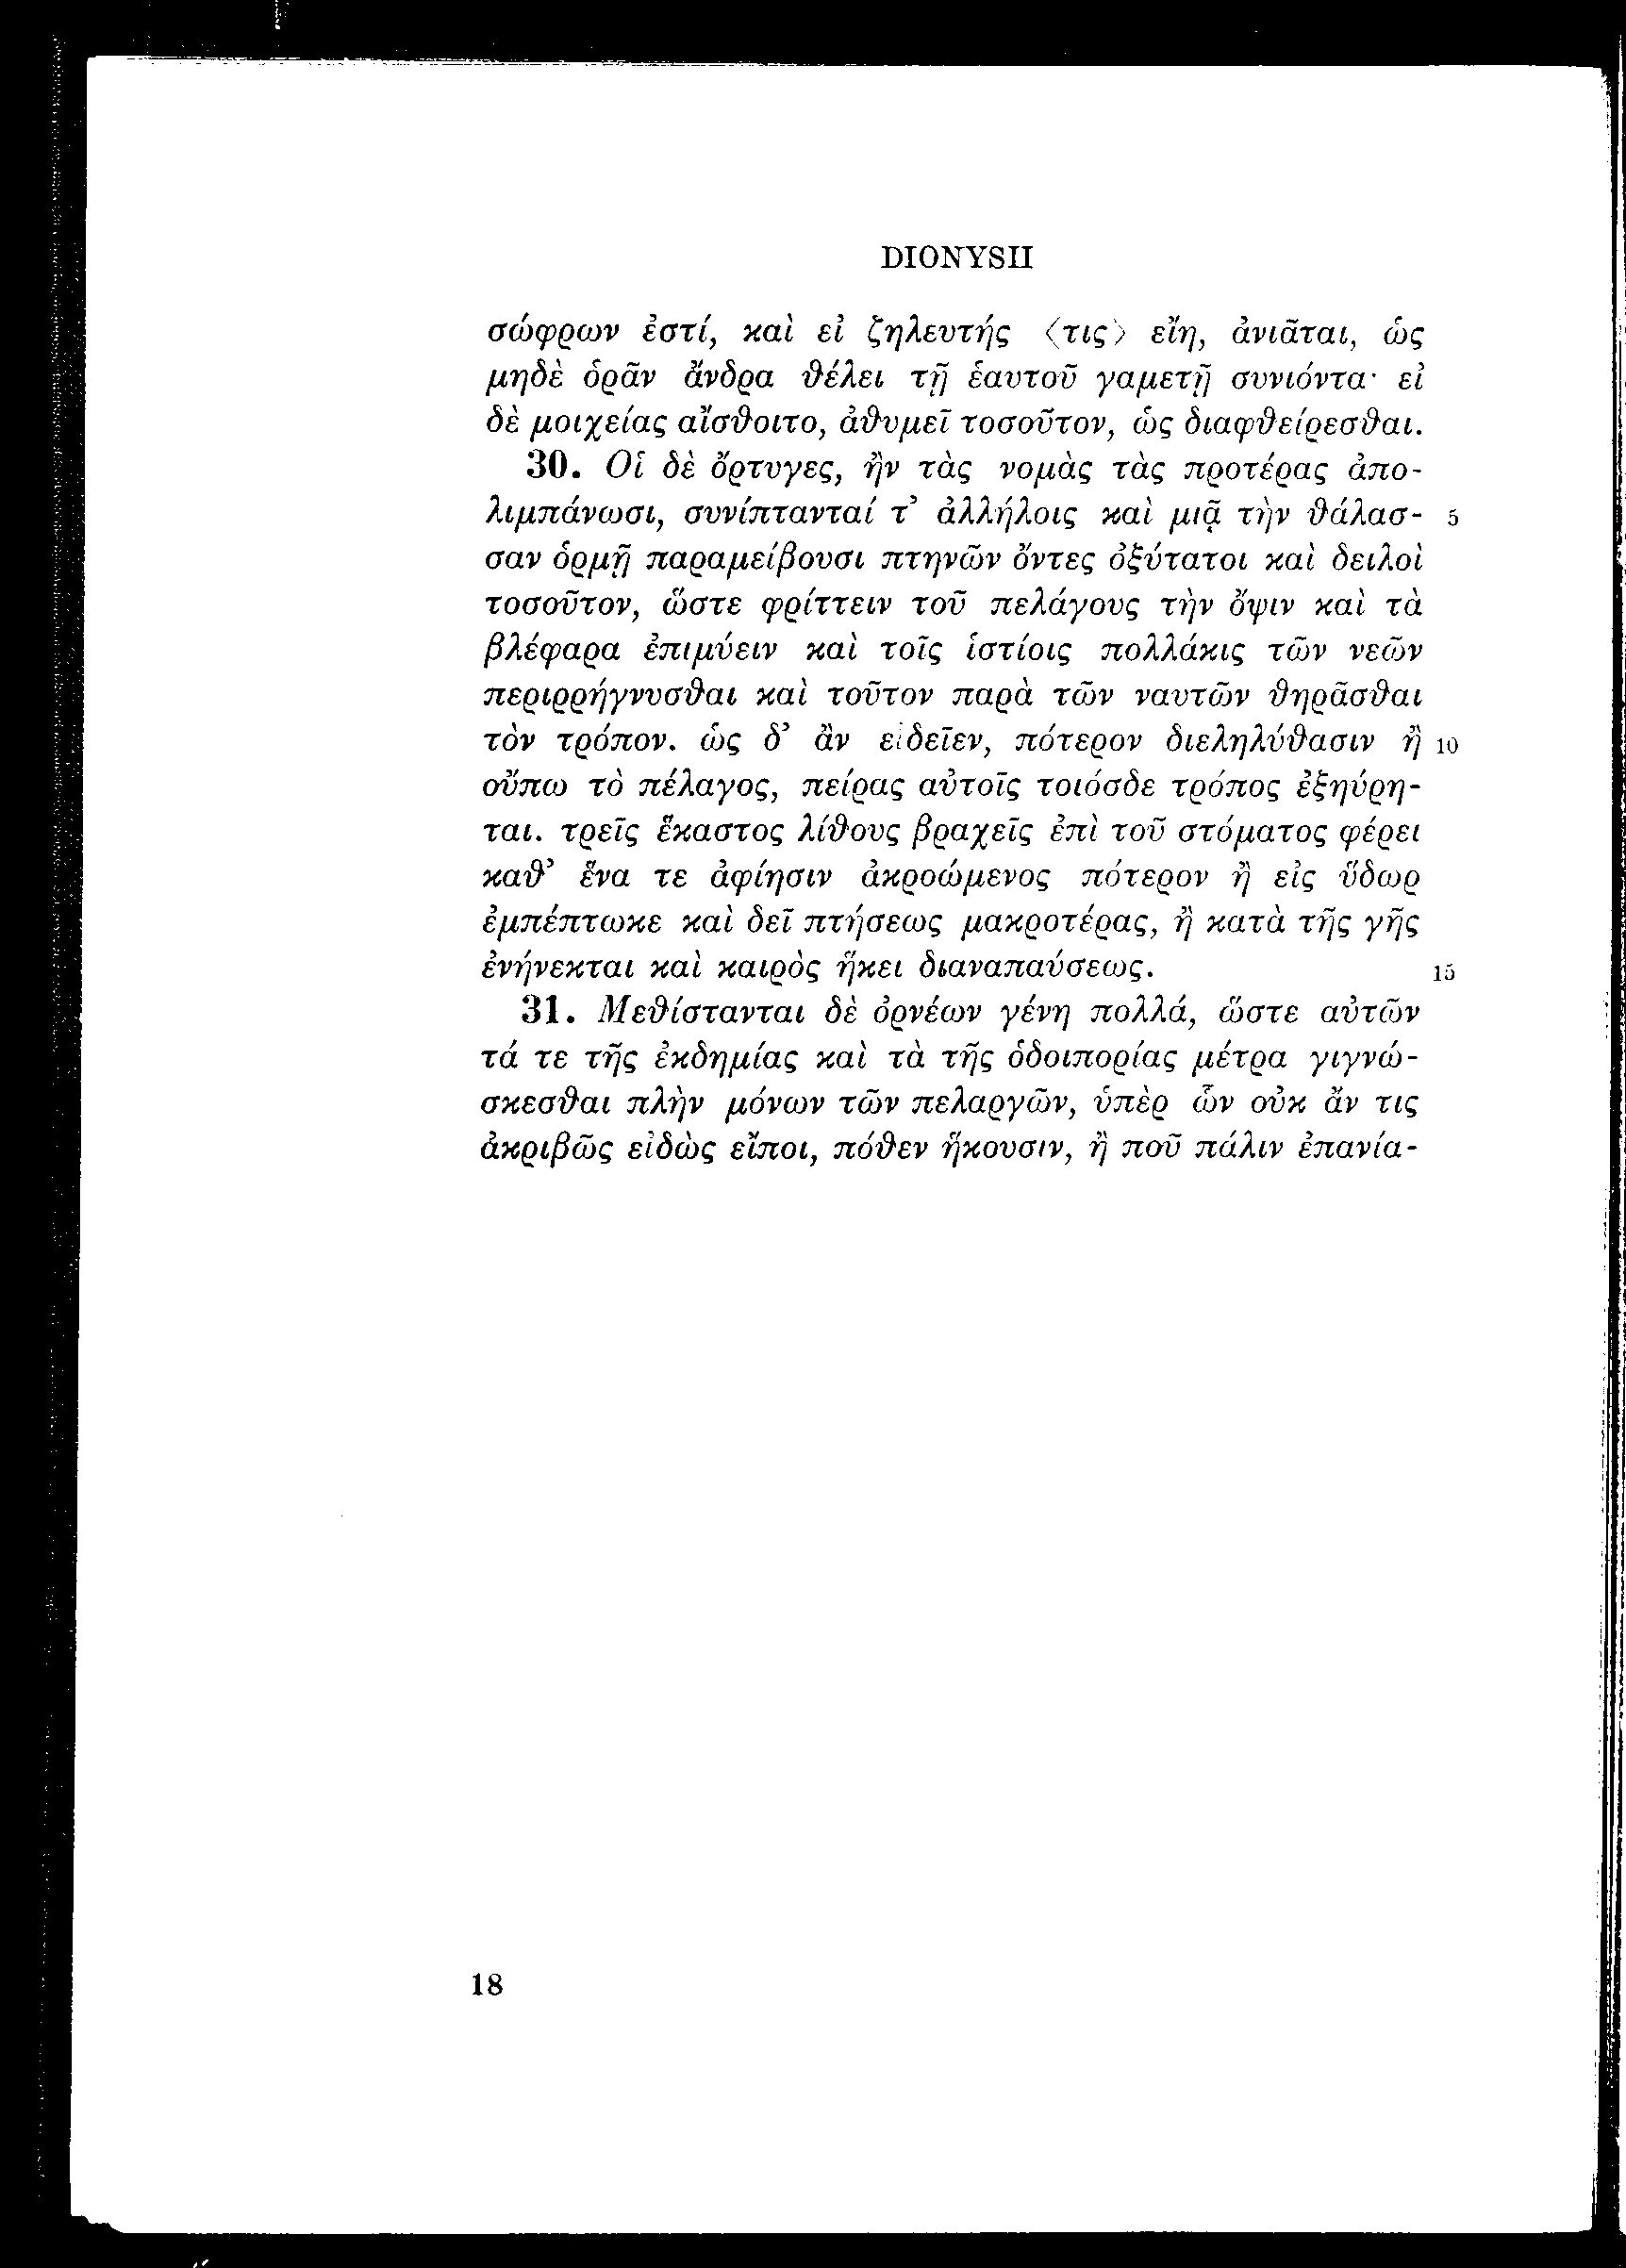 DIONYSII
σώφρων ἐστί, καὶ εἰ ζηλευτής ⟨τις⟩ εἴη, ἀνιᾶται, ὡς
μηδὲ ὁρᾶν ἄνδρα θέλει τῇ ἑαυτοῦ γαμετῇ συνιόντα· εἰ
δὲ μοιχείας αἴσθοιτο, ἀθυμεῖ τοσοῦτον, ὡς διαφθείρεσθαι.
30. Οἱ δὲ ὄρτυγες, ἢν τὰς νομὰς τὰς προτέρας ἀπο-
λιμπάνωσι, συνίπτανταί τ’ ἀλλήλοις καὶ μιᾷ τὴν θάλασ- 5
σαν ὁρμῇ παραμείβουσι πτηνῶν ὄντες ὀξύτατοι καὶ δειλοὶ
τοσοῦτον, ὥστε φρίττειν τοῦ πελάγους τὴν ὄψιν καὶ τὰ
βλέφαρα ἐπιμύειν καὶ τοῖς ἱστίοις πολλάκις τῶν νεῶν
περιρρήγνυσθαι καὶ τοῦτον παρὰ τῶν ναυτῶν θηρᾶσθαι
τὸν τρόπον. ὡς δ’ ἂν εἰδεῖεν, πότερον διεληλύθασιν ἢ 10
οὔπω τὸ πέλαγος, πείρας αὐτοῖς τοιόσδε τρόπος ἐξηύρη-
ται. τρεῖς ἕκαστος λίθους βραχεῖς ἐπὶ τοῦ στόματος φέρει
καθ’ ἕνα τε ἀφίησιν ἀκροώμενος πότερον ἢ εἰς ὕδωρ
ἐμπέπτωκε καὶ δεῖ πτήσεως μακροτέρας, ἢ κατὰ τῆς γῆς
ἐνήνεκται καὶ καιρὸς ἥκει διαναπαύσεως. 15
31. Μεθίστανται δὲ ὀρνέων γένη πολλά, ὥστε αὐτῶν
τά τε τῆς ἐκδημίας καὶ τὰ τῆς ὁδοιπορίας μέτρα γιγνώ-
σκεσθαι πλὴν μόνων τῶν πελαργῶν, ὑπὲρ ὧν οὐκ ἄν τις
ἀκριβῶς εἰδὼς εἴποι, πόθεν ἥκουσιν, ἢ ποῦ πάλιν ἐπανία-
18